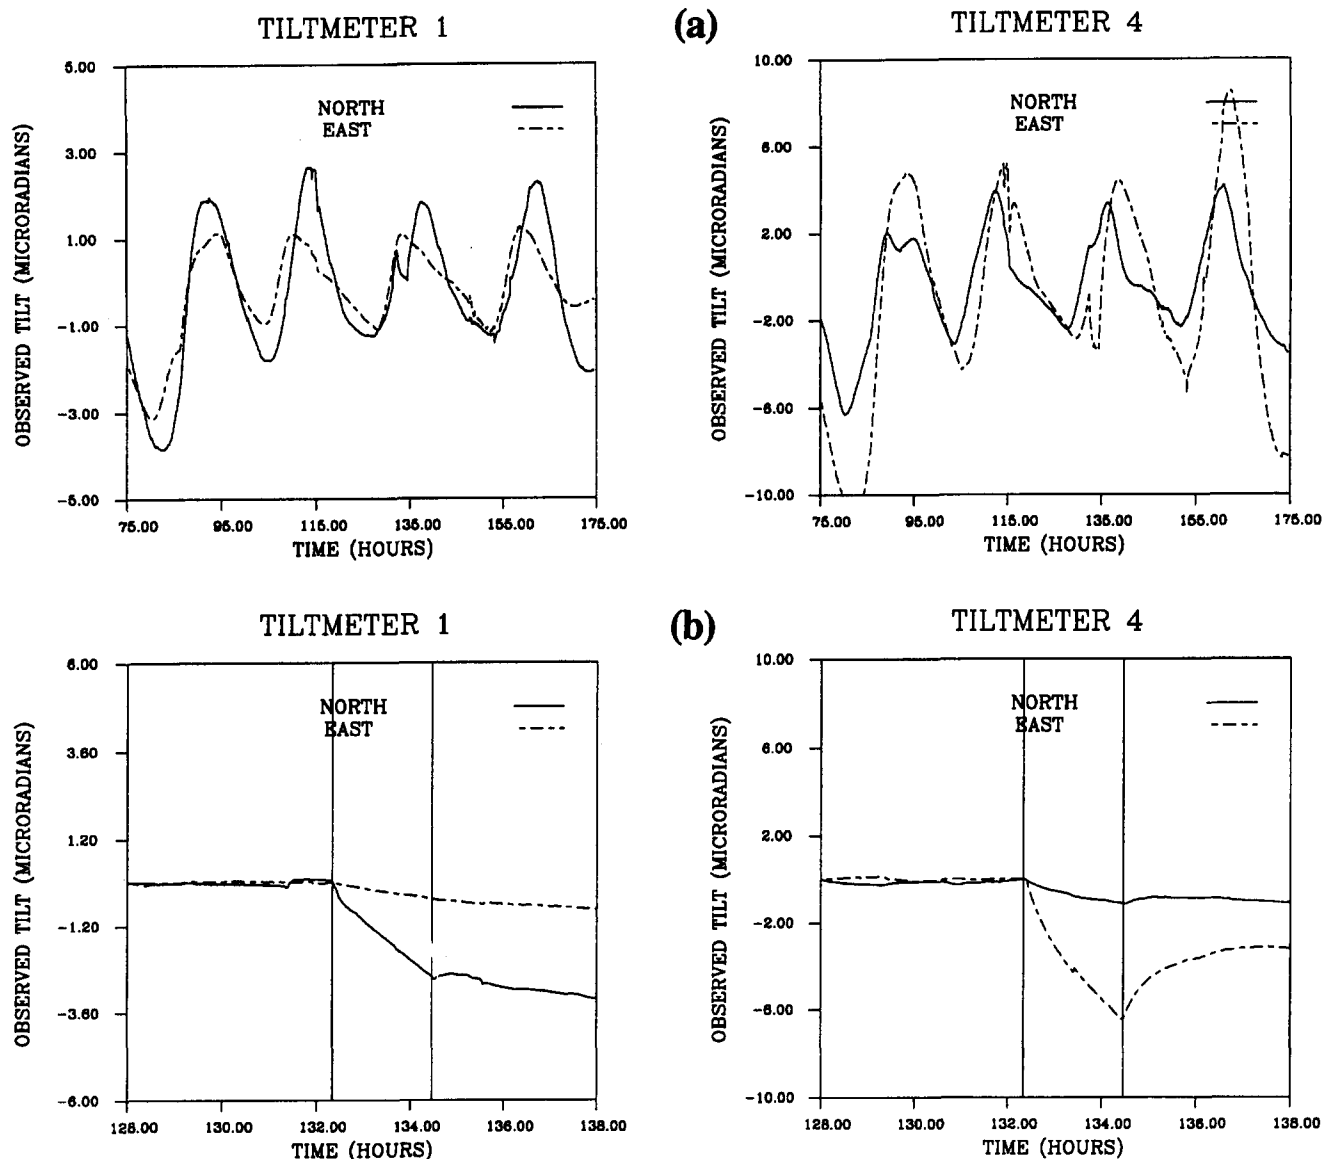 TILTMETER 1
(a)
TILTMETER 4
OBSERVED TILT (MICRORADIANS)
5.00
3.00
1.00
-1.00
-3.00
-5.00
NORTH
EAST
75.00 95.00 115.00 135.00 155.00 175.00
TIME (HOURS)
OBSERVED TILT (MICRORADIANS)
10.00
6.00
2.00
-2.00
-6.00
-10.00
NORTH
EAST
75.00 95.00 115.00 135.00 155.00 175.00
TIME (HOURS)
TILTMETER 1
(b)
TILTMETER 4
OBSERVED TILT (MICRORADIANS)
6.00
3.60
1.20
-1.20
-3.60
-6.00
NORTH
EAST
128.00 130.00 132.00 134.00 136.00 138.00
TIME (HOURS)
OBSERVED TILT (MICRORADIANS)
10.00
6.00
2.00
-2.00
-6.00
-10.00
NORTH
EAST
128.00 130.00 132.00 134.00 136.00 138.00
TIME (HOURS)